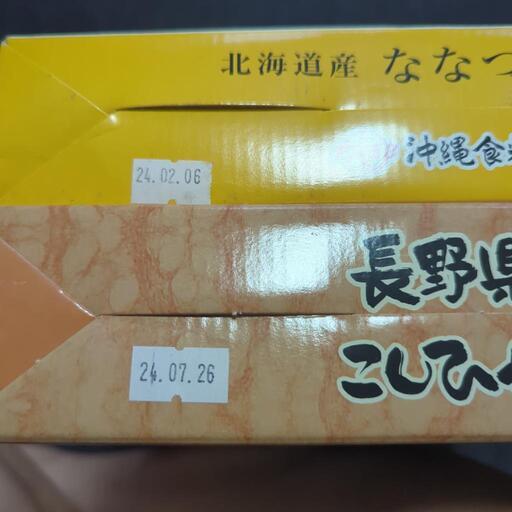 北海道産 ななつ
沖縄食
24.02.06
長野県
こしひ
24.07.26